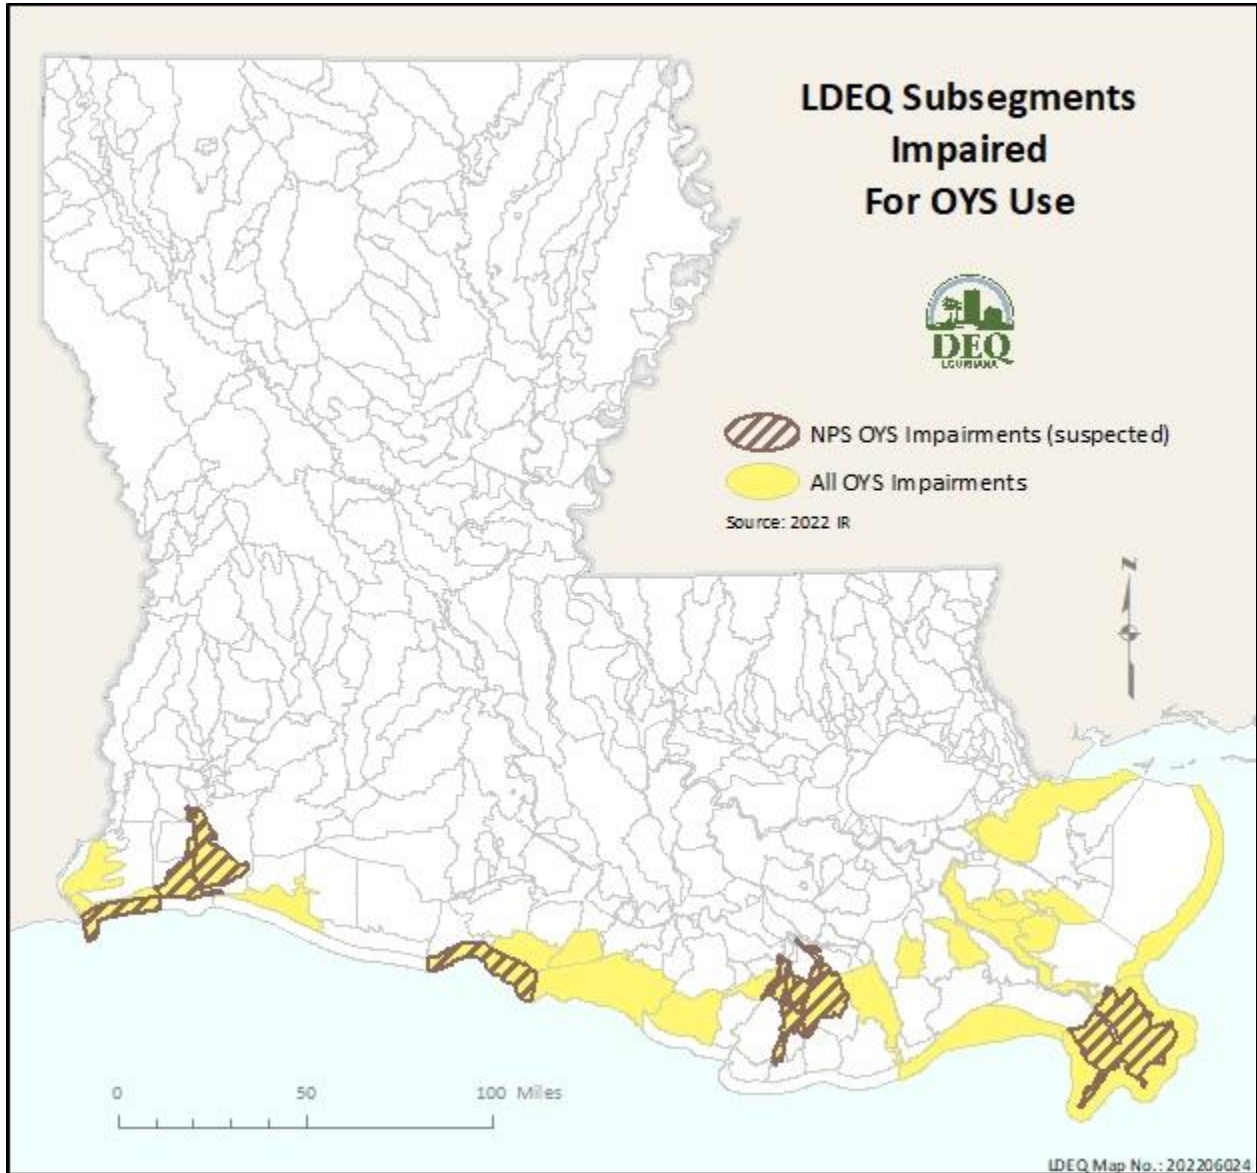 LDEQ Subsegments
Impaired
For OYS Use
DEQ
LOUISIANA
NPS OYS Impairments (suspected)
All OYS Impairments
Source: 2022 IR
N
0 50 100 Miles
LDEQ Map No.: 202206024